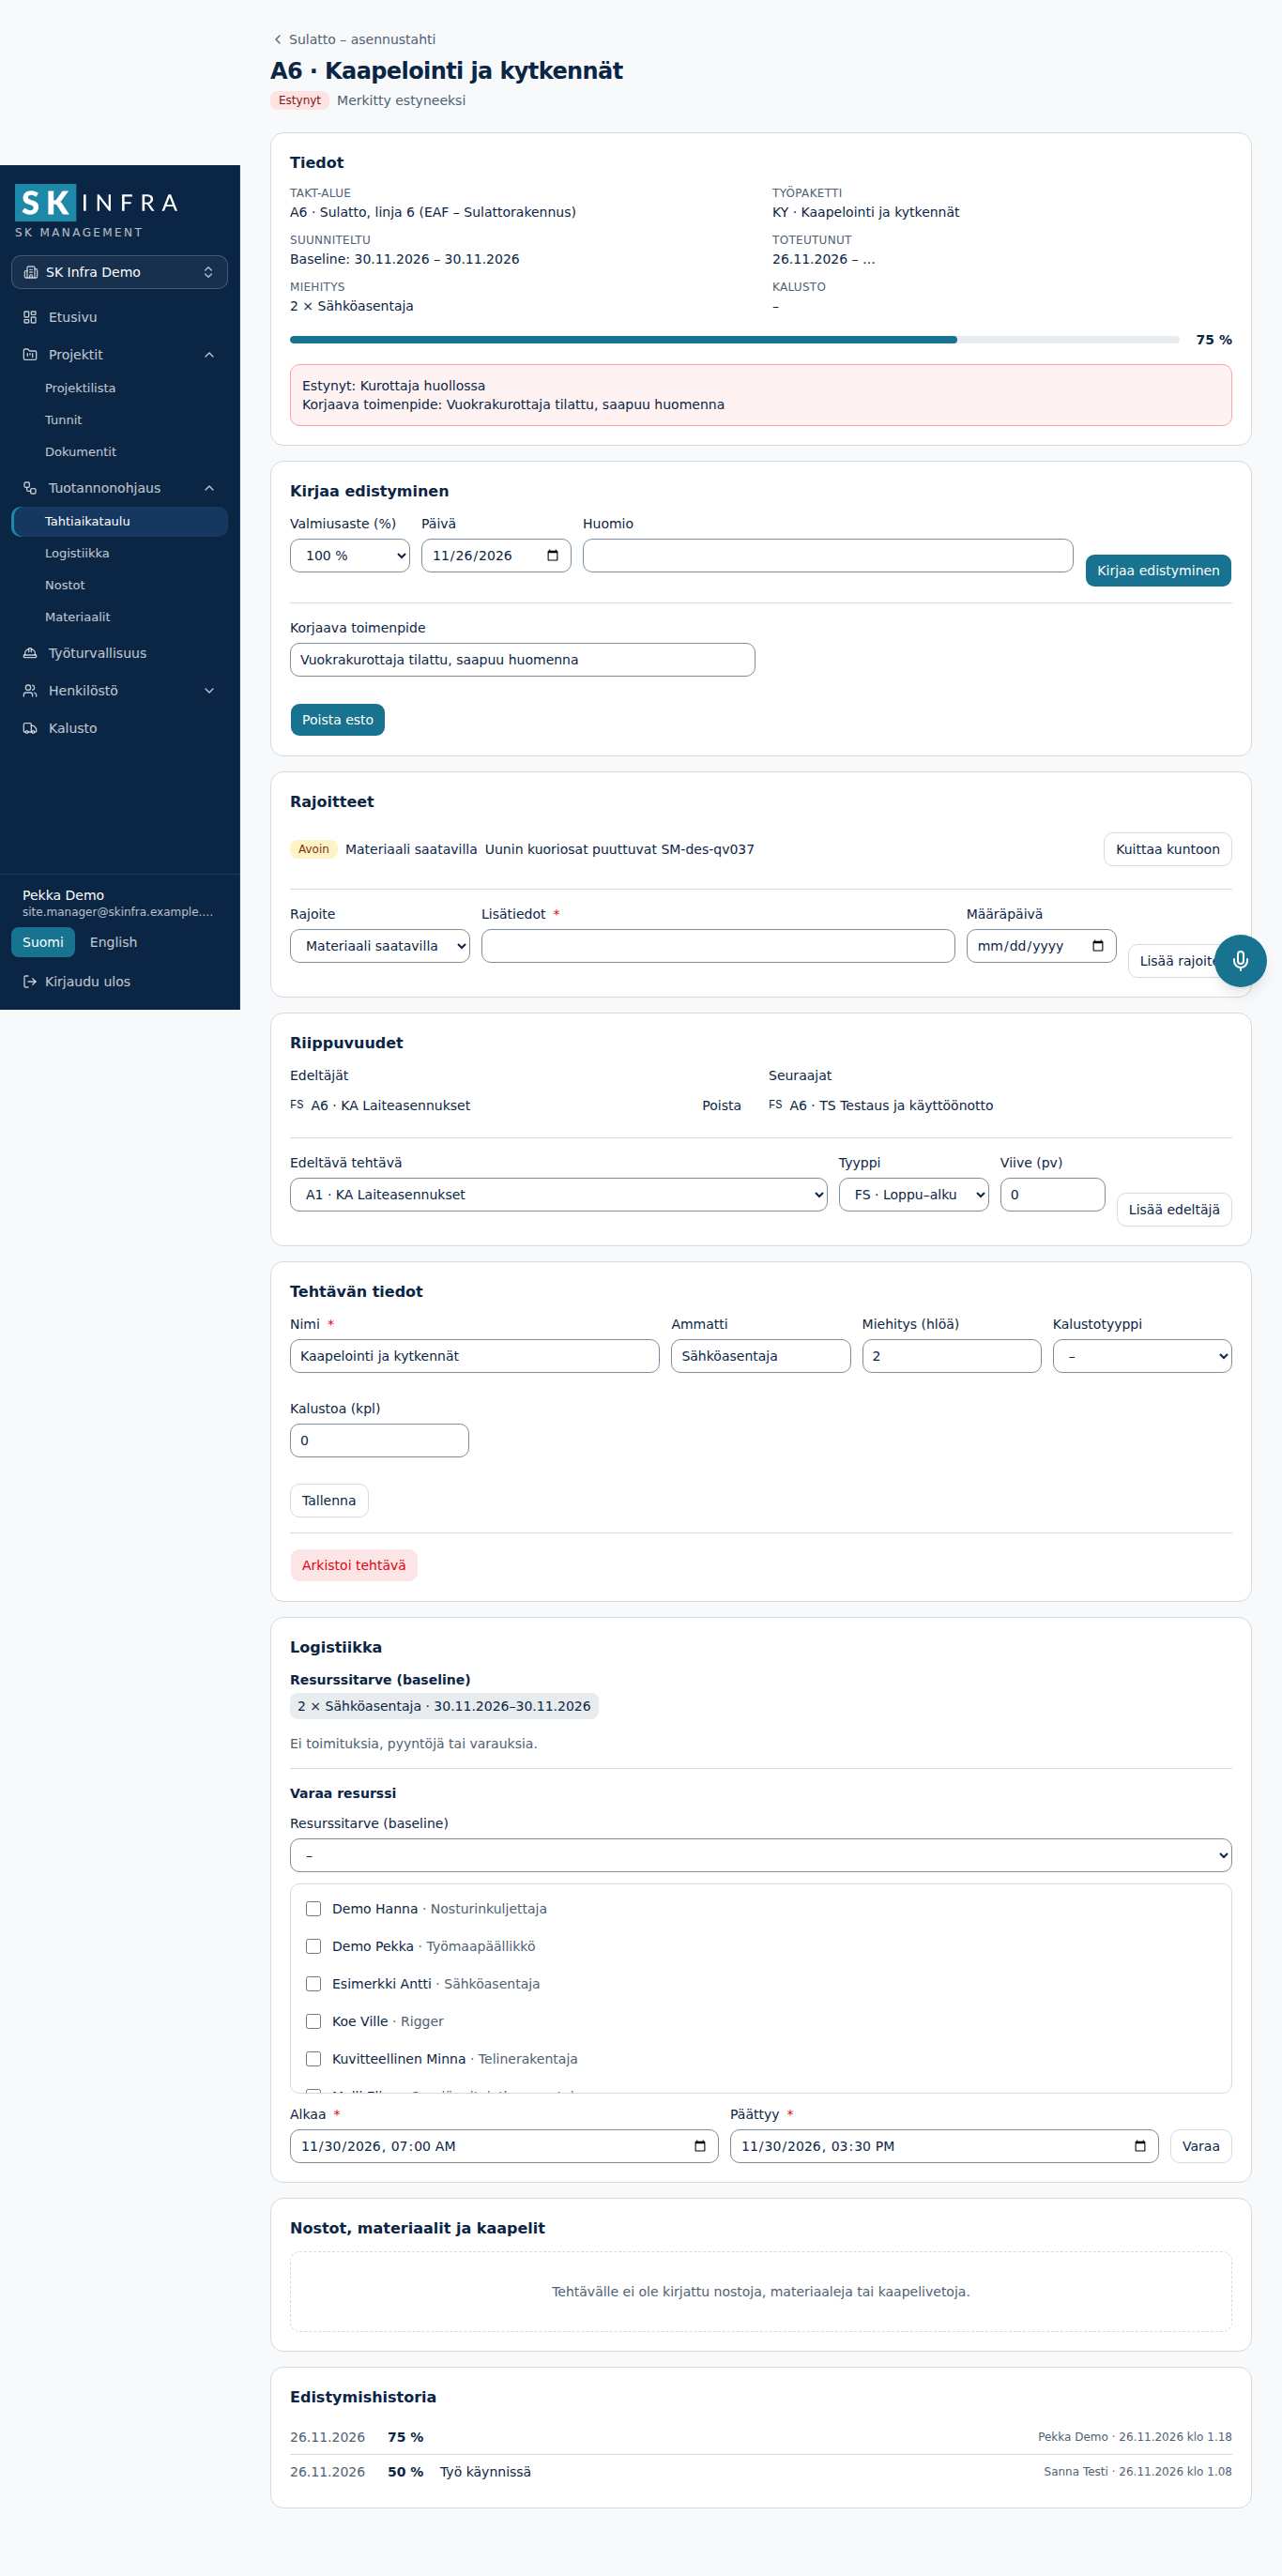 Sulatto – asennustahti
A6 · Kaapelointi ja kytkennät
Estynyt Merkitty estyneeksi
SK INFRA
SK MANAGEMENT
SK Infra Demo
Etusivu
Projektit
Projektilista
Tunnit
Dokumentit
Tuotannonohjaus
Tahtiaikataulu
Logistiikka
Nostot
Materiaalit
Työturvallisuus
Henkilöstö
Kalusto
Pekka Demo
site.manager@skinfra.example....
Suomi English
Kirjaudu ulos
Tiedot
TAKT-ALUE TYÖPAKETTI
A6 · Sulatto, linja 6 (EAF – Sulattorakennus) KY · Kaapelointi ja kytkennät
SUUNNITELTU TOTEUTUNUT
Baseline: 30.11.2026 – 30.11.2026 26.11.2026 – ...
MIEHITYS KALUSTO
2 × Sähköasentaja –
75 %
Estynyt: Kurottaja huollossa
Korjaava toimenpide: Vuokrakurottaja tilattu, saapuu huomenna
Kirjaa edistyminen
Valmiusaste (%) Päivä Huomio
100 % 11/26/2026
Kirjaa edistyminen
Korjaava toimenpide
Vuokrakurottaja tilattu, saapuu huomenna
Poista esto
Rajoitteet
Avoin Materiaali saatavilla Uunin kuoriosat puuttuvat SM-des-qv037 Kuittaa kuntoon
Rajoite Lisätiedot * Määräpäivä
Materiaali saatavilla mm/dd/yyyy
Lisää rajoite
Riippuvuudet
Edeltäjät Seuraajat
FS A6 · KA Laiteasennukset Poista FS A6 · TS Testaus ja käyttöönotto
Edeltävä tehtävä Tyyppi Viive (pv)
A1 · KA Laiteasennukset FS · Loppu–alku 0
Lisää edeltäjä
Tehtävän tiedot
Nimi * Ammatti Miehitys (hlöä) Kalustotyyppi
Kaapelointi ja kytkennät Sähköasentaja 2 –
Kalustoa (kpl)
0
Tallenna
Arkistoi tehtävä
Logistiikka
Resurssitarve (baseline)
2 × Sähköasentaja · 30.11.2026–30.11.2026
Ei toimituksia, pyyntöjä tai varauksia.
Varaa resurssi
Resurssitarve (baseline)
–
Demo Hanna · Nosturinkuljettaja
Demo Pekka · Työmaapäällikkö
Esimerkki Antti · Sähköasentaja
Koe Ville · Rigger
Kuvitteellinen Minna · Telinerakentaja
Alkaa * Päättyy *
11/30/2026, 07:00 AM 11/30/2026, 03:30 PM Varaa
Nostot, materiaalit ja kaapelit
Tehtävälle ei ole kirjattu nostoja, materiaaleja tai kaapelivetoja.
Edistymishistoria
26.11.2026 75 % Pekka Demo · 26.11.2026 klo 1.18
26.11.2026 50 % Työ käynnissä Sanna Testi · 26.11.2026 klo 1.08